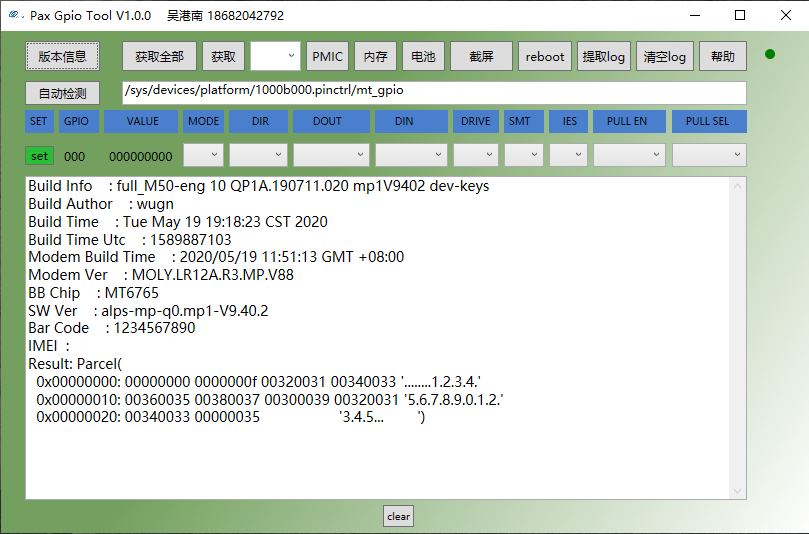 Pax Gpio Tool V1.0.0 吴港南 18682042792
版本信息 获取全部 获取 PMIC 内存 电池 截屏 reboot 提取log 清空log 帮助
自动检测 /sys/devices/platform/1000b000.pinctrl/mt_gpio
SET GPIO VALUE MODE DIR DOUT DIN DRIVE SMT IES PULL EN PULL SEL
set 000 000000000
Build Info : full_M50-eng 10 QP1A.190711.020 mp1V9402 dev-keys
Build Author : wugn
Build Time : Tue May 19 19:18:23 CST 2020
Build Time Utc : 1589887103
Modem Build Time : 2020/05/19 11:51:13 GMT +08:00
Modem Ver : MOLY.LR12A.R3.MP.V88
BB Chip : MT6765
SW Ver : alps-mp-q0.mp1-V9.40.2
Bar Code : 1234567890
IMEI :
Result: Parcel(
0x00000000: 00000000 0000000f 00320031 00340033 '........1.2.3.4.'
0x00000010: 00360035 00380037 00300039 00320031 '5.6.7.8.9.0.1.2.'
0x00000020: 00340033 00000035 '3.4.5... ')
clear